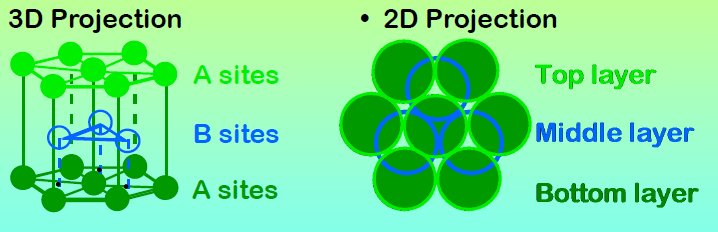 3D Projection
• 2D Projection
A sites
B sites
A sites
Top layer
Middle layer
Bottom layer